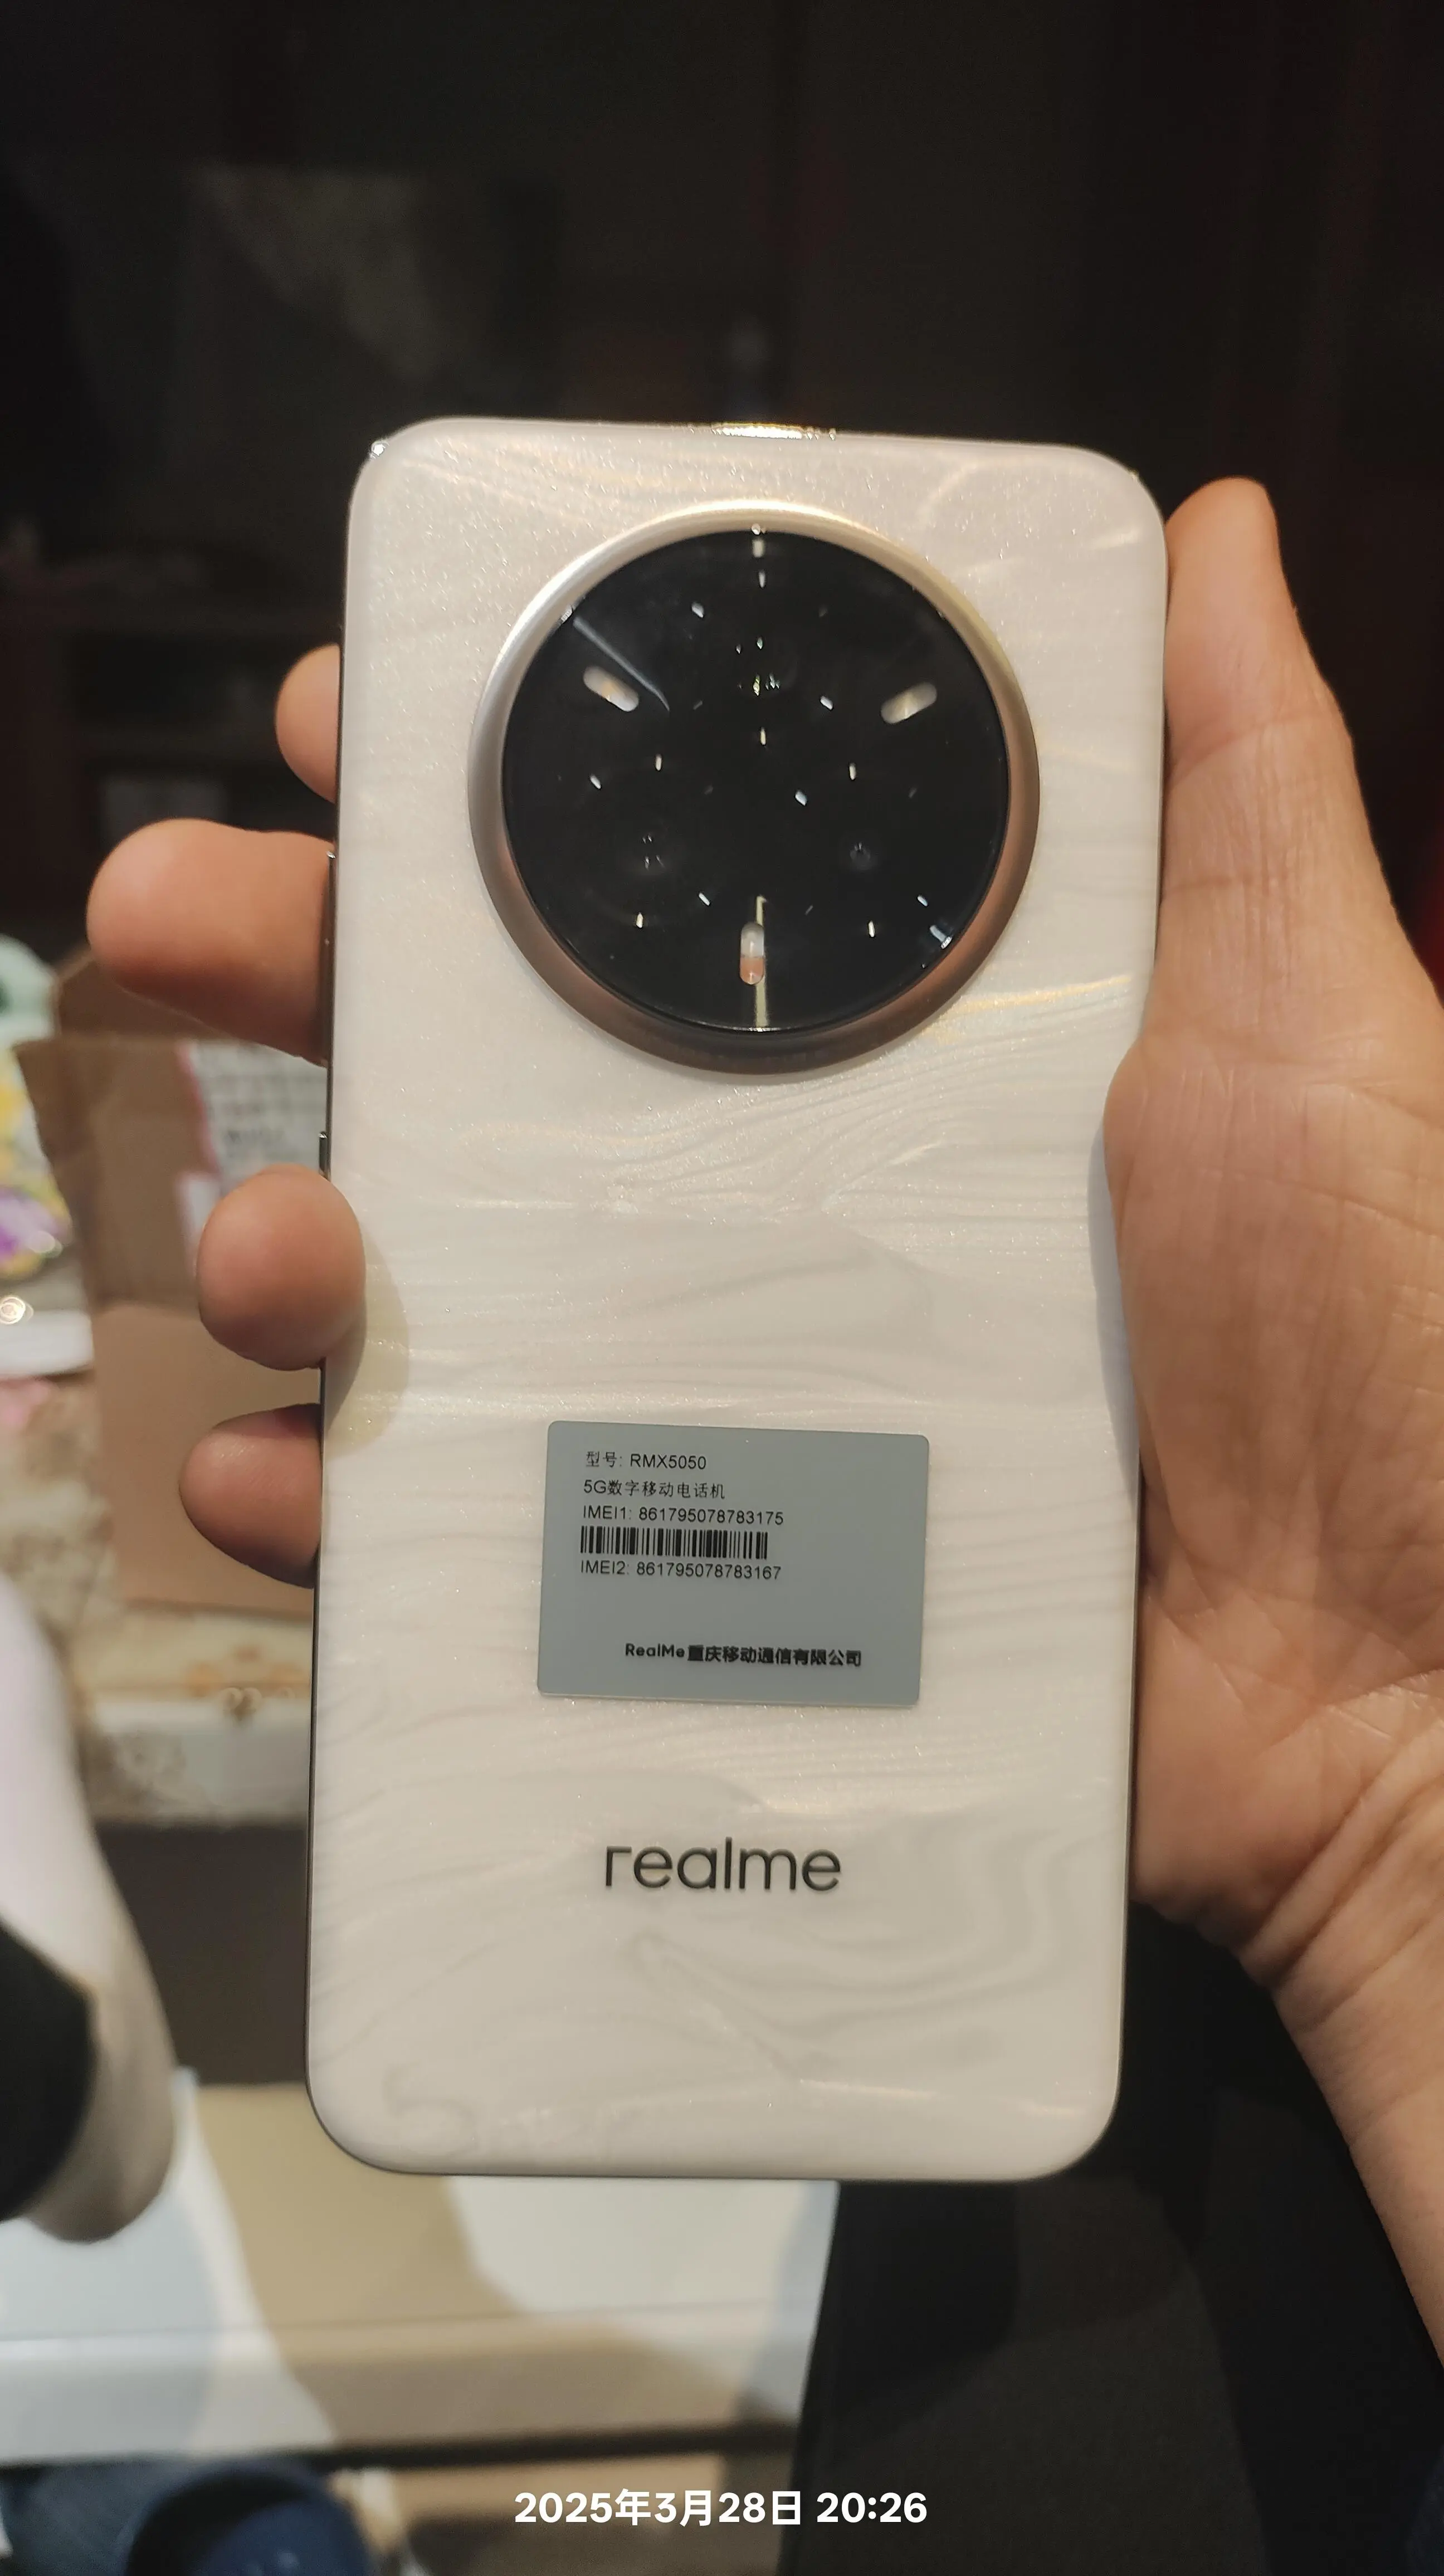 型号: RMX5050
5G数字移动电话机
IMEI1: 861795078783175
IMEI2: 861795078783167
RealMe重庆移动通信有限公司
realme
2025年3月28日 20:26